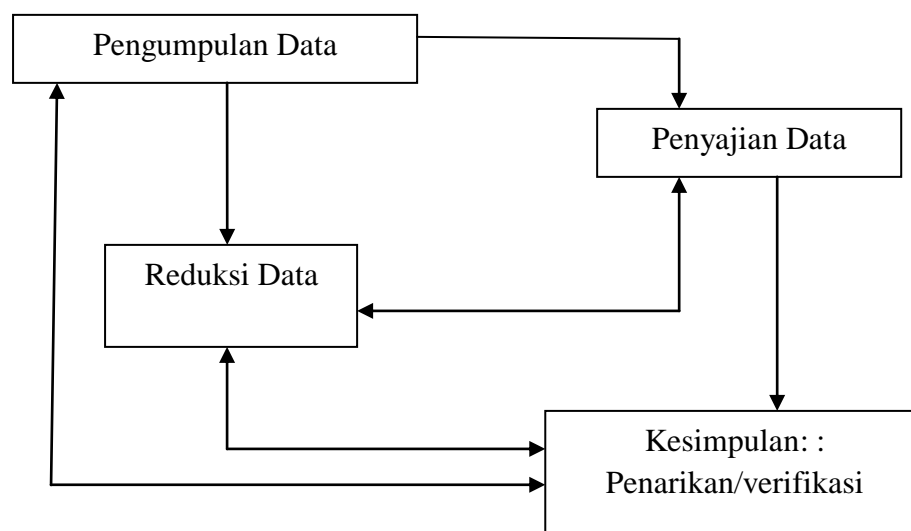 Pengumpulan Data
Penyajian Data
Reduksi Data
Kesimpulan: :
Penarikan/verifikasi